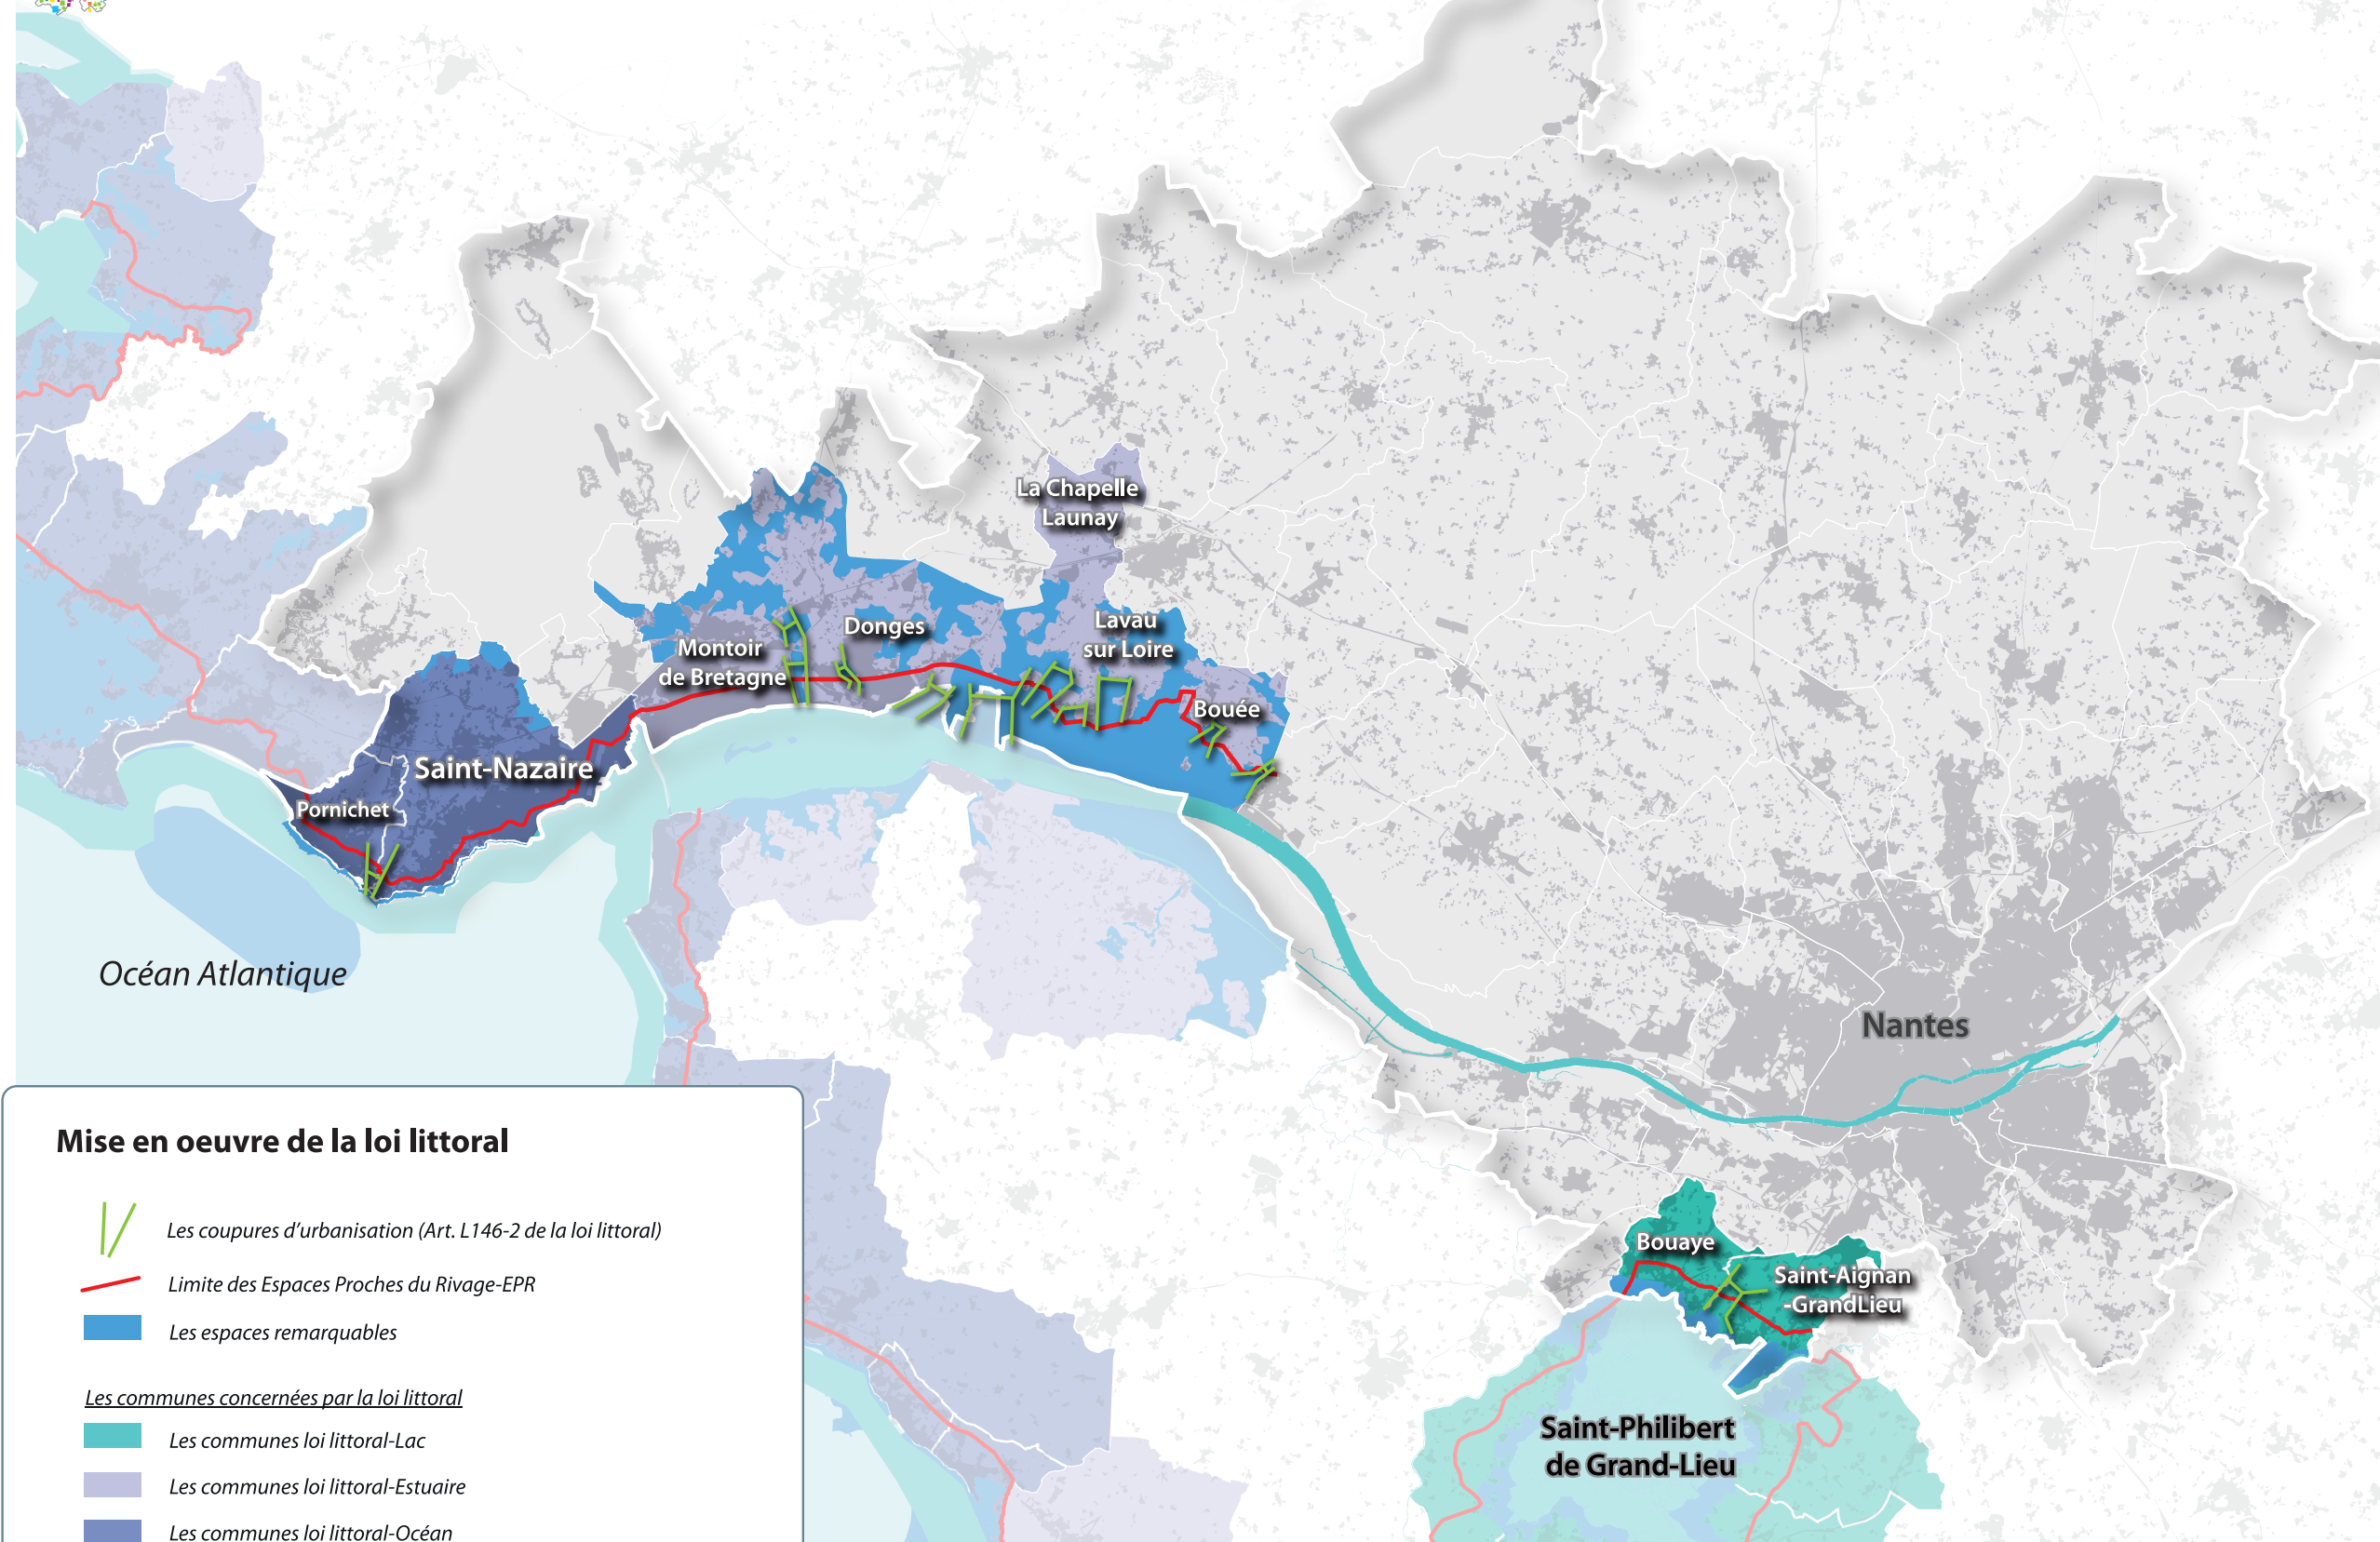 La Chapelle
Launay
Donges
Lavau
sur Loire
Montoir
de Bretagne
Bouée
Saint-Nazaire
Pornichet
Océan Atlantique
Nantes
Bouaye
Saint-Aignan
-GrandLieu
Saint-Philibert
de Grand-Lieu
Mise en oeuvre de la loi littoral
Les coupures d'urbanisation (Art. L146-2 de la loi littoral)
Limite des Espaces Proches du Rivage-EPR
Les espaces remarquables
Les communes concernées par la loi littoral
Les communes loi littoral-Lac
Les communes loi littoral-Estuaire
Les communes loi littoral-Océan